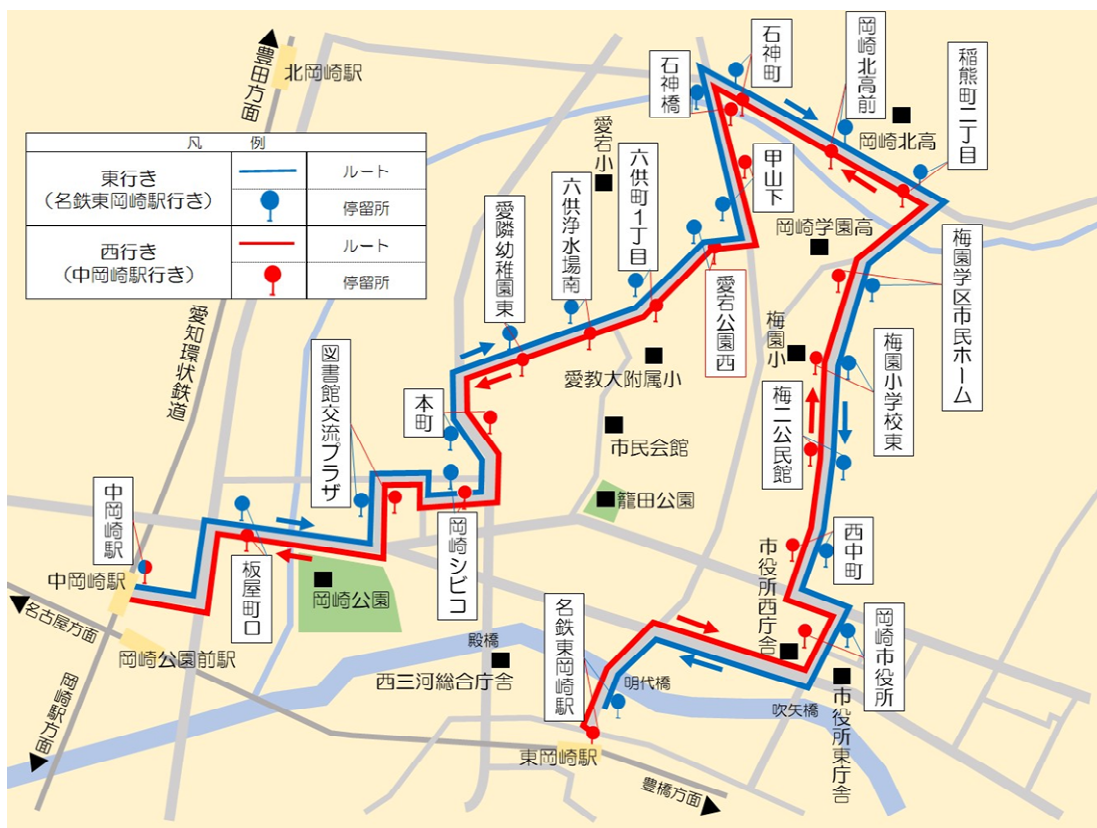 豊田方面
北岡崎駅
凡 例
東行き
(名鉄東岡崎駅行き)
ルート
停留所
西行き
(中岡崎駅行き)
ルート
停留所
愛知環状鉄道
石神橋
石神町
岡崎北高前
稲熊町二丁目
岡崎北高
愛宕小
六供町1丁目
六供浄水場南
愛隣幼稚園東
甲山下
岡崎学園高
愛宕公園西
梅園学区市民ホーム
梅園小
梅園小学校東
愛教大附属小
図書館交流プラザ
本町
市民会館
梅二公民館
籠田公園
中岡崎駅
中岡崎駅
板屋町口
岡崎公園
岡崎シビコ
西中町
市役所西庁舎
岡崎市役所
名古屋方面
岡崎公園前駅
岡崎駅方面
殿橋
西三河総合庁舎
名鉄東岡崎駅
明代橋
吹矢橋
市役所東庁舎
東岡崎駅
豊橋方面